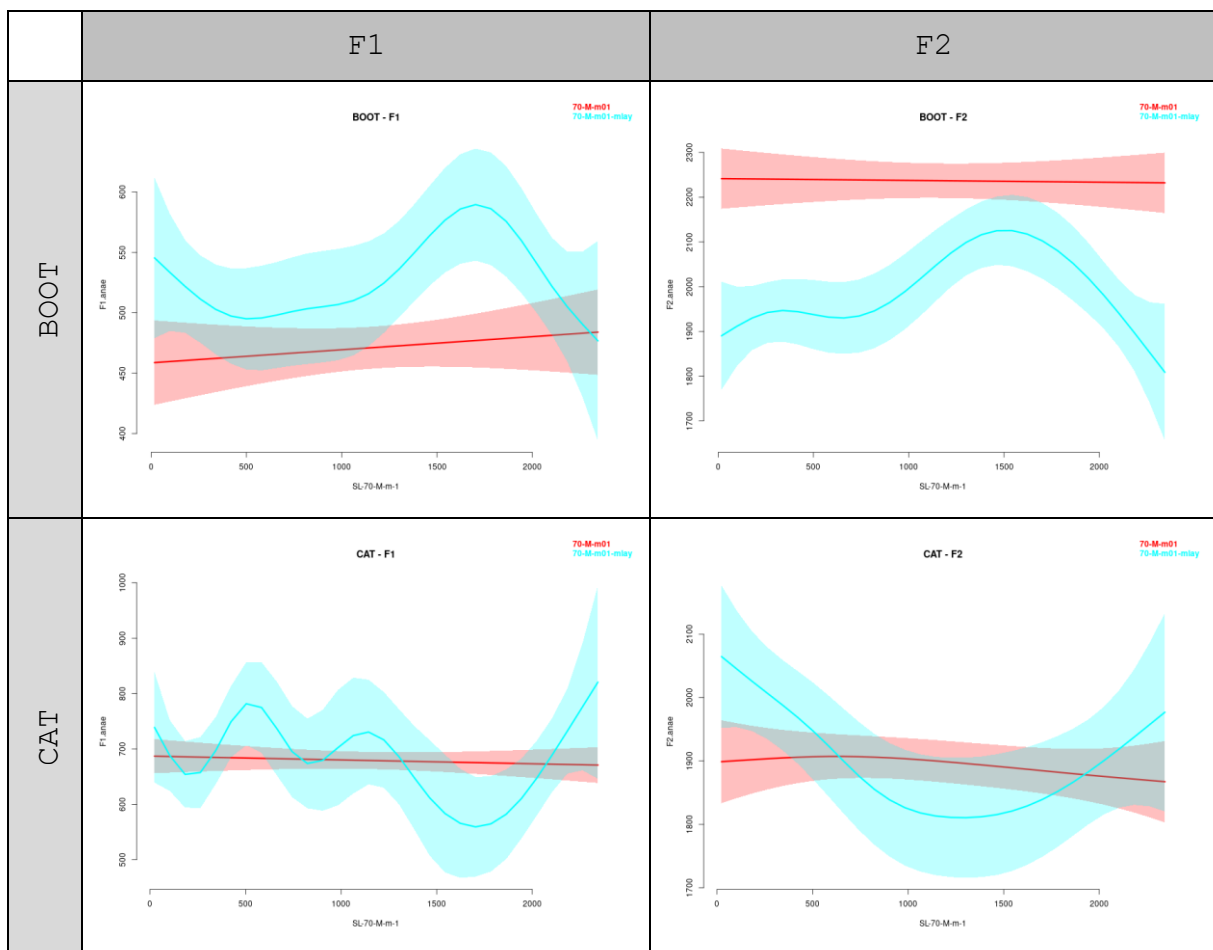 F1
F2
BOOT
BOOT - F1
70-M-m01
70-M-m01-mlay
F1.anae
600
550
500
450
400
0
500
1000
1500
2000
SL-70-M-m-1
BOOT - F2
70-M-m01
70-M-m01-mlay
F2.anae
2300
2200
2100
2000
1900
1800
1700
0
500
1000
1500
2000
SL-70-M-m-1
CAT
CAT - F1
70-M-m01
70-M-m01-mlay
F1.anae
1000
900
800
700
600
500
0
500
1000
1500
2000
SL-70-M-m-1
CAT - F2
70-M-m01
70-M-m01-mlay
F2.anae
2100
2000
1900
1800
1700
0
500
1000
1500
2000
SL-70-M-m-1